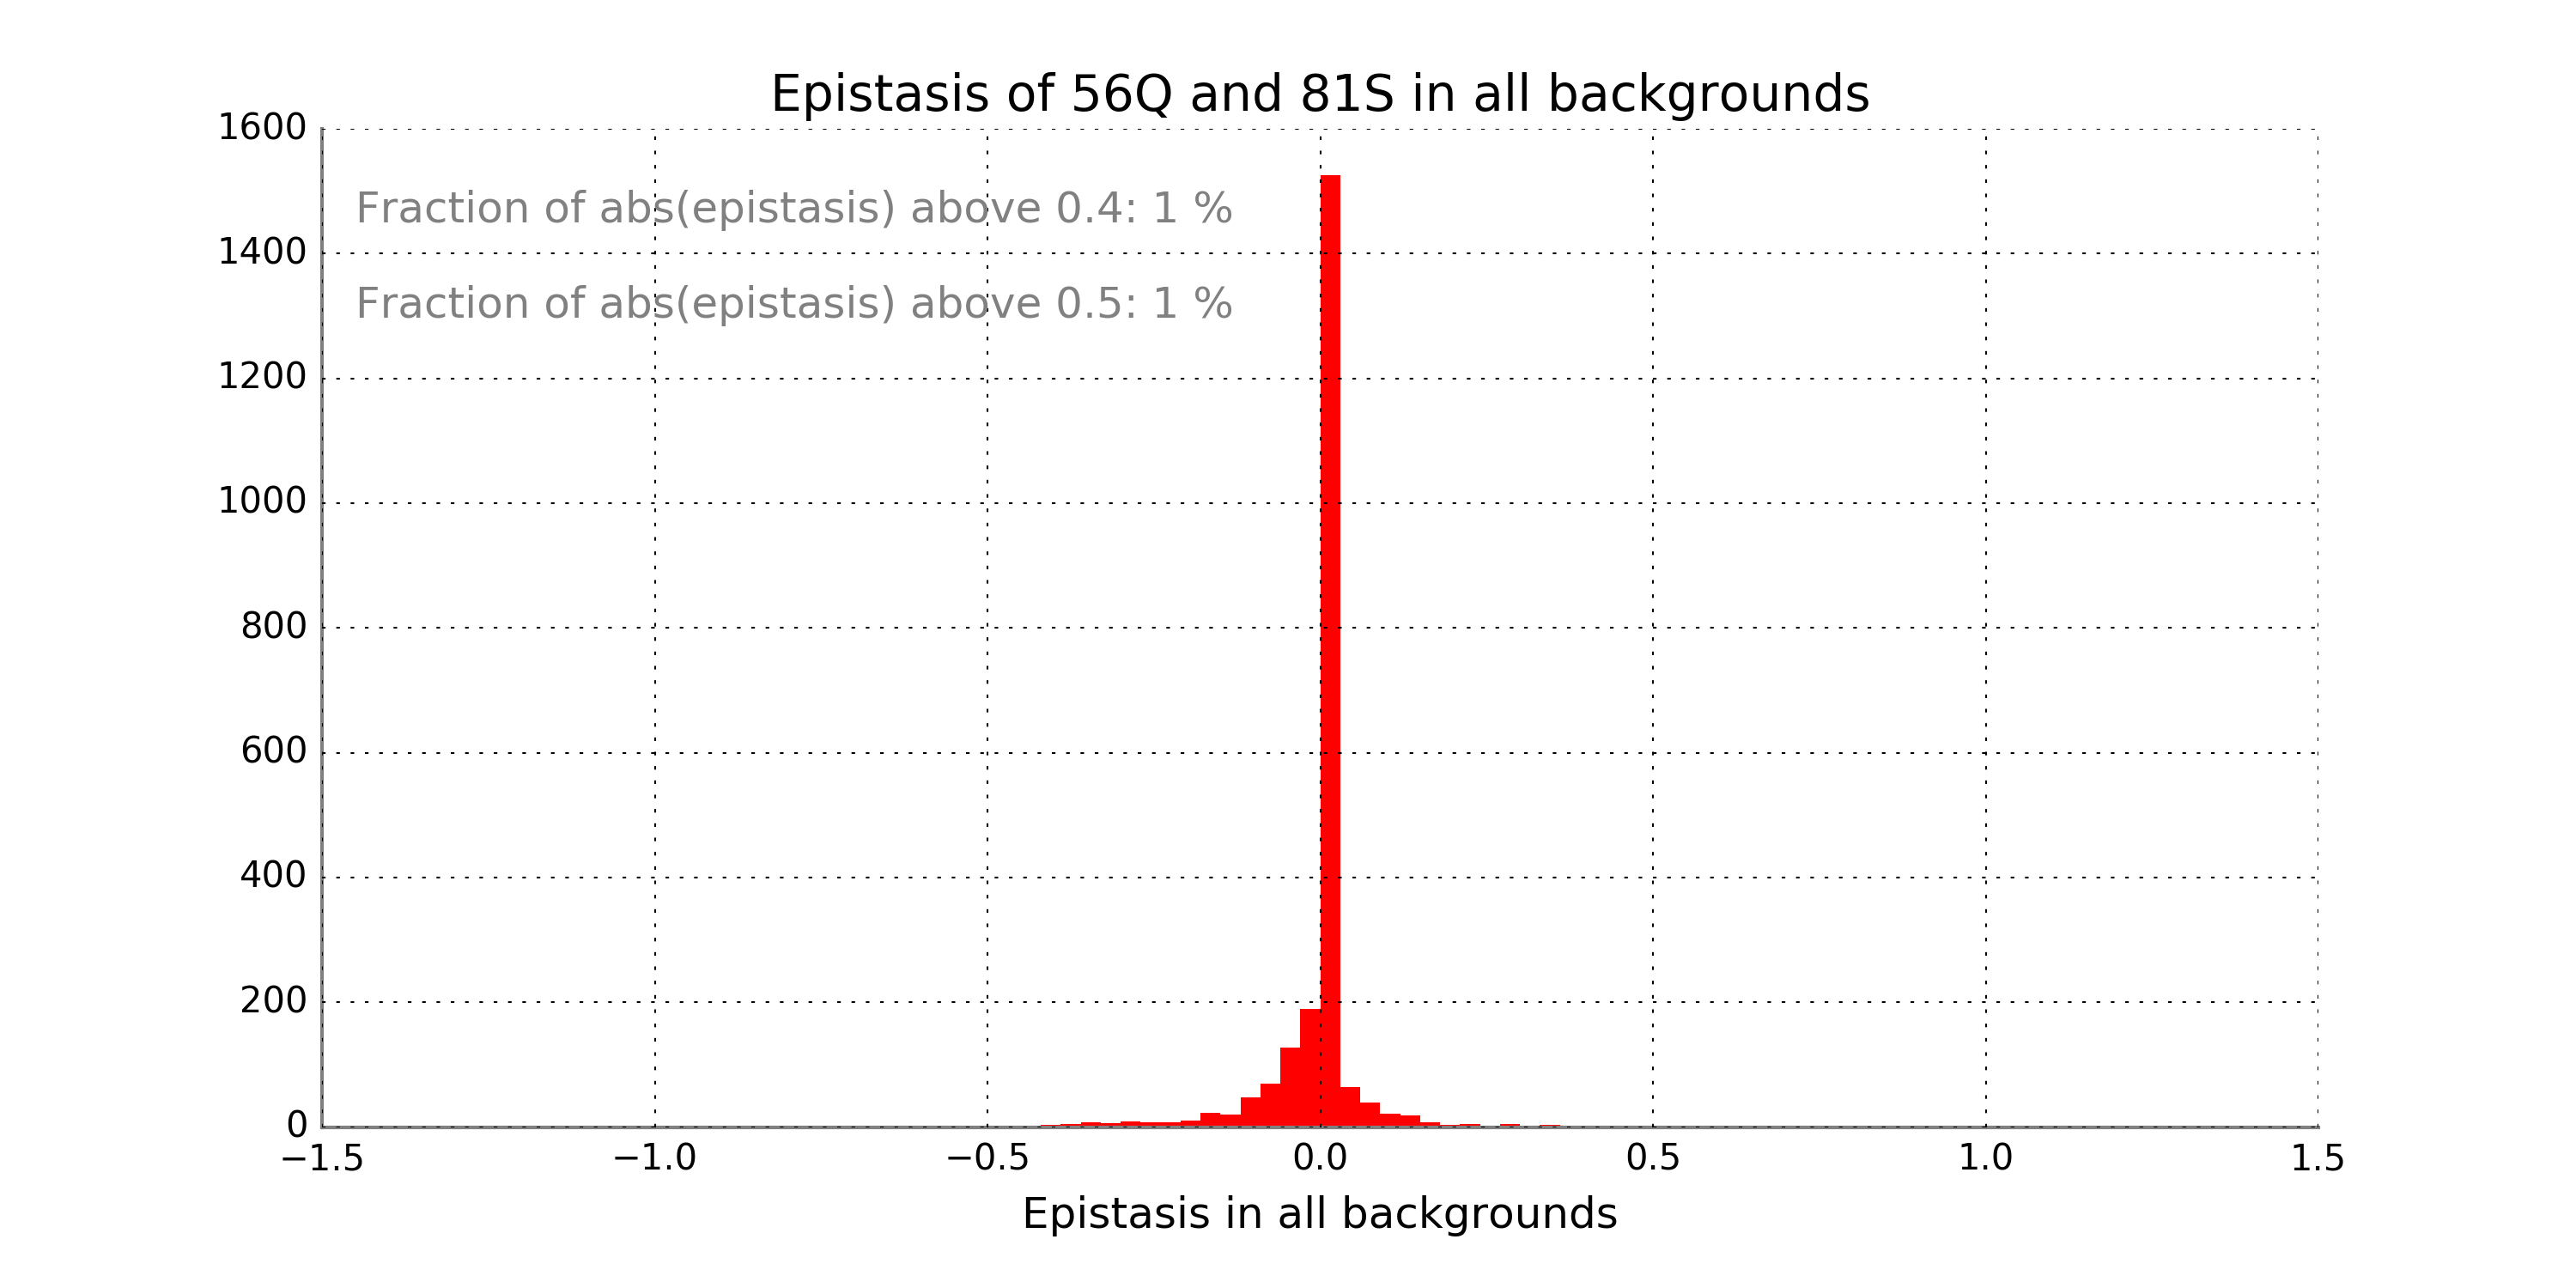 Epistasis of 56Q and 81S in all backgrounds
1600
1400
1200
1000
800
600
400
200
0
Fraction of abs(epistasis) above 0.4: 1 %
Fraction of abs(epistasis) above 0.5: 1 %
−1.5 −1.0 −0.5 0.0 0.5 1.0 1.5
Epistasis in all backgrounds